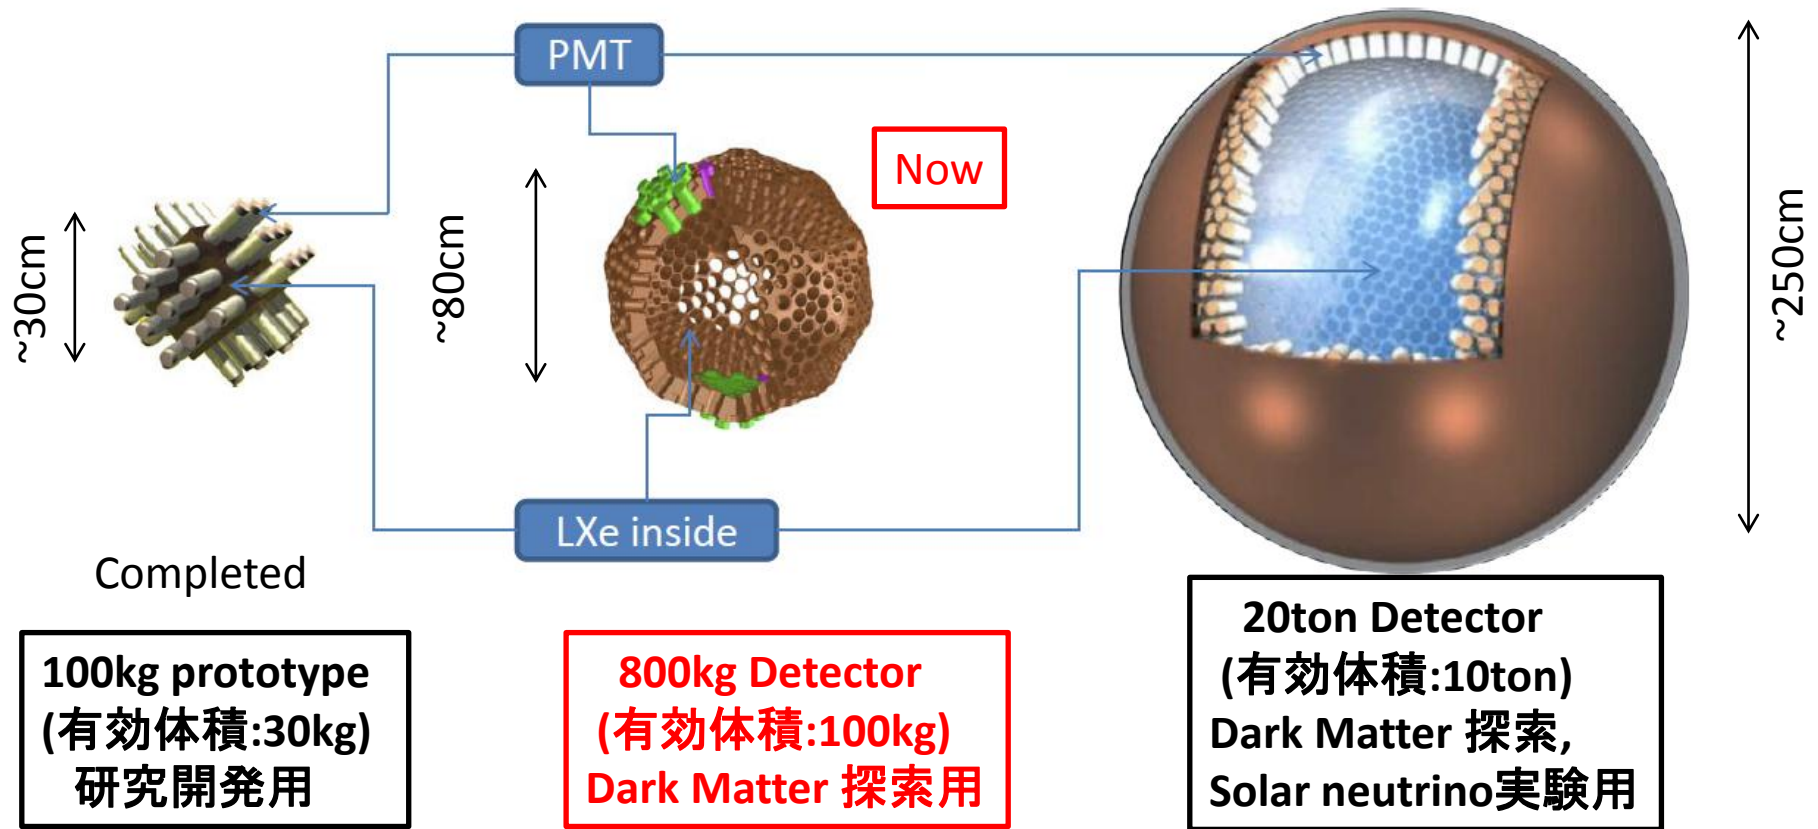 PMT
Now
~30cm
~80cm
~250cm
LXe inside
Completed
100kg prototype
(有効体積:30kg)
研究開発用
800kg Detector
(有効体積:100kg)
Dark Matter 探索用
20ton Detector
(有効体積:10ton)
Dark Matter 探索,
Solar neutrino実験用